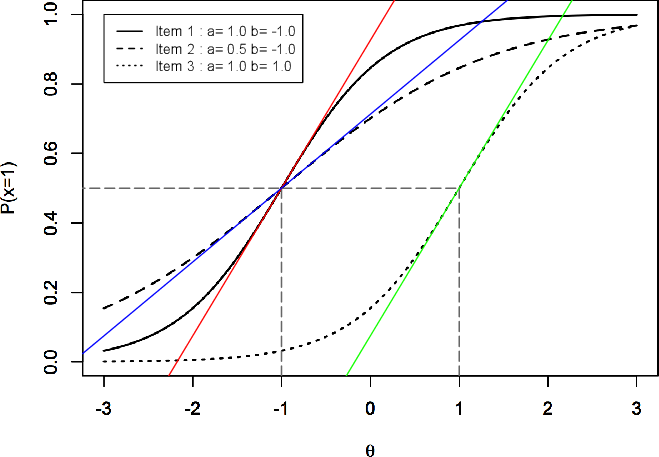 Item 1 : a= 1.0 b= -1.0
Item 2 : a= 0.5 b= -1.0
Item 3 : a= 1.0 b= 1.0
P(x=1)
1.0
0.8
0.6
0.4
0.2
0.0
-3 -2 -1 0 1 2 3
θ